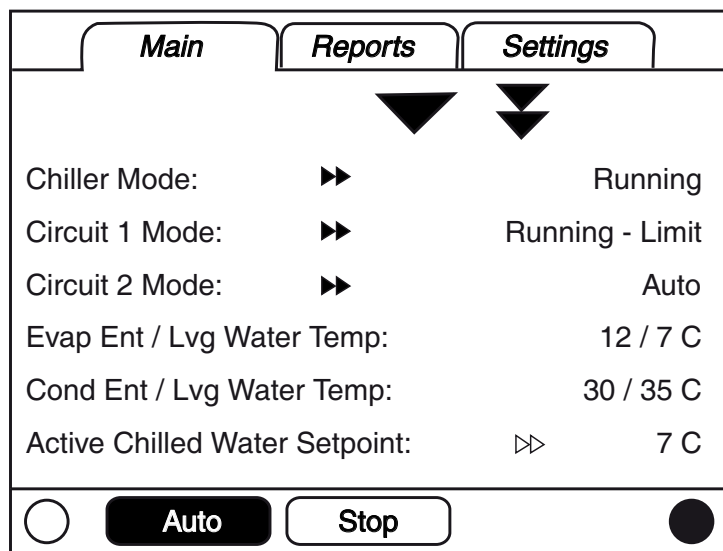 Main Reports Settings
Chiller Mode: Running
Circuit 1 Mode: Running - Limit
Circuit 2 Mode: Auto
Evap Ent / Lvg Water Temp: 12 / 7 C
Cond Ent / Lvg Water Temp: 30 / 35 C
Active Chilled Water Setpoint: 7 C
Auto Stop